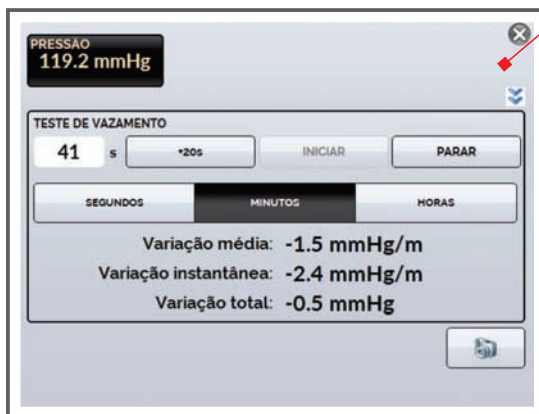 PRESSÃO
119.2 mmHg
TESTE DE VAZAMENTO
41 s +20s INICIAR PARAR
SEGUNDOS MINUTOS HORAS
Variação média: -1.5 mmHg/m
Variação instantânea: -2.4 mmHg/m
Variação total: -0.5 mmHg